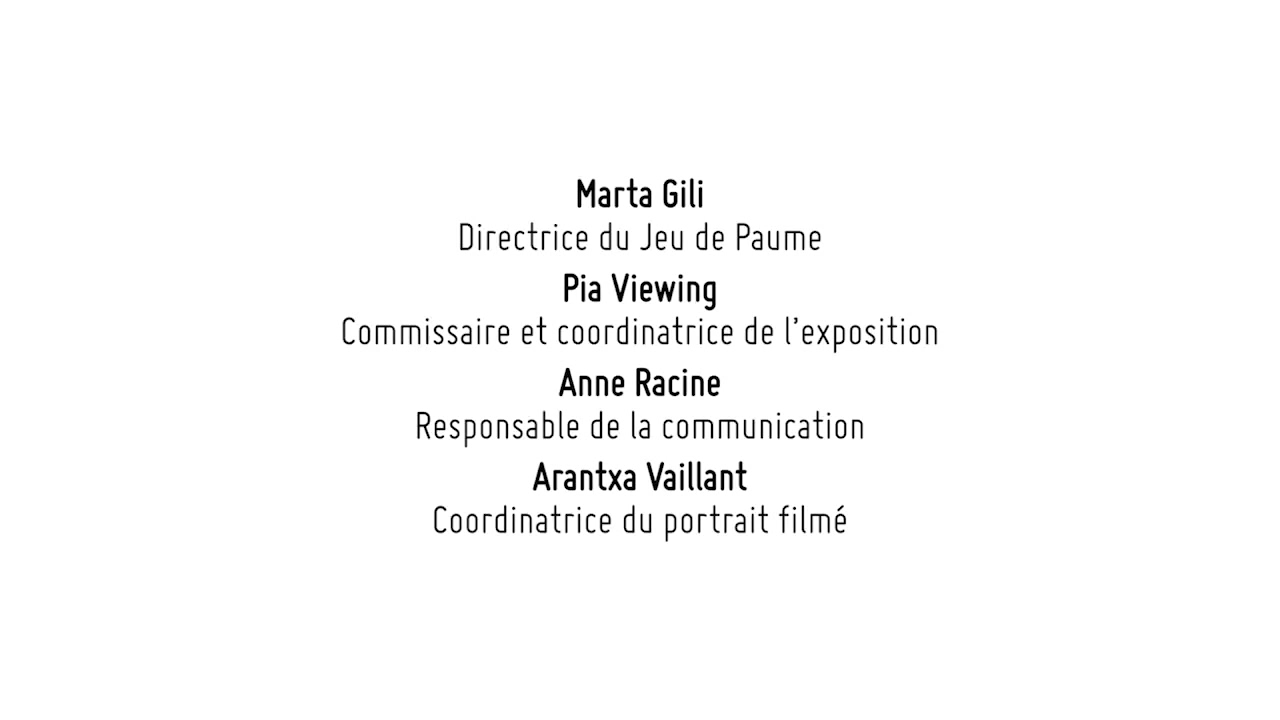 Marta Gili
Directrice du Jeu de Paume
Pia Viewing
Commissaire et coordinatrice de l’exposition
Anne Racine
Responsable de la communication
Arantxa Vaillant
Coordinatrice du portrait filmé